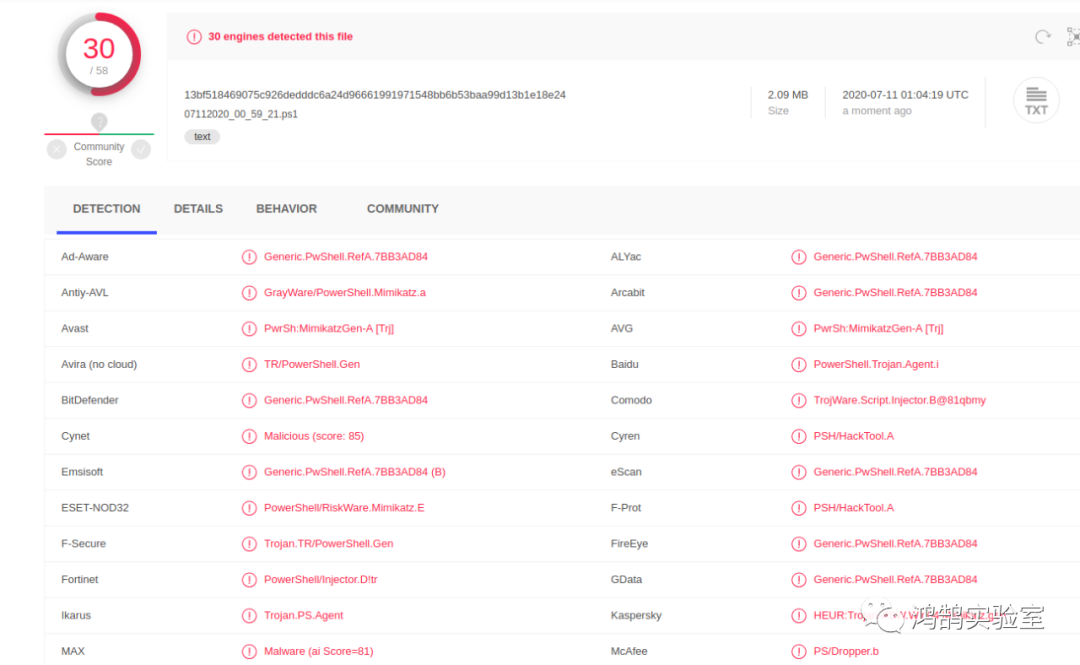 30
/ 58
Community
Score
30 engines detected this file
13bf518469075c926dedddc6a24d96661991971548bb6b53baa99d13b1e18e24
07112020_00_59_21.ps1
text
2.09 MB
Size
2020-07-11 01:04:19 UTC
a moment ago
TXT
DETECTION DETAILS BEHAVIOR COMMUNITY
Ad-Aware Generic.PwShell.RefA.7BB3AD84 ALYac Generic.PwShell.RefA.7BB3AD84
Antiy-AVL GrayWare/PowerShell.Mimikatz.a Arcabit Generic.PwShell.RefA.7BB3AD84
Avast PwrSh:MimikatzGen-A [Trj] AVG PwrSh:MimikatzGen-A [Trj]
Avira (no cloud) TR/PowerShell.Gen Baidu PowerShell.Trojan.Agent.i
BitDefender Generic.PwShell.RefA.7BB3AD84 Comodo TrojWare.Script.Injector.B@81qbmy
Cynet Malicious (score: 85) Cyren PSH/HackTool.A
Emsisoft Generic.PwShell.RefA.7BB3AD84 (B) eScan Generic.PwShell.RefA.7BB3AD84
ESET-NOD32 PowerShell/RiskWare.Mimikatz.E F-Prot PSH/HackTool.A
F-Secure Trojan.TR/PowerShell.Gen FireEye Generic.PwShell.RefA.7BB3AD84
Fortinet PowerShell/Injector.D!tr GData Generic.PwShell.RefA.7BB3AD84
Ikarus Trojan.PS.Agent Kaspersky
鸿鹄实验室
MAX Malware (ai Score=81) McAfee PS/Dropper.b